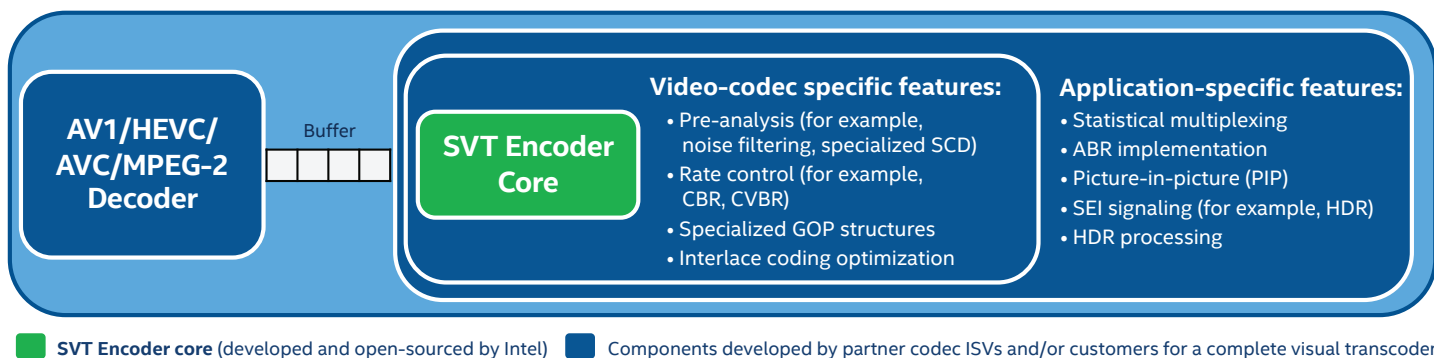 AV1/HEVC/
AVC/MPEG-2
Decoder
Buffer
SVT Encoder
Core
Video-codec specific features:
• Pre-analysis (for example,
noise filtering, specialized SCD)
• Rate control (for example,
CBR, CVBR)
• Specialized GOP structures
• Interlace coding optimization
Application-specific features:
• Statistical multiplexing
• ABR implementation
• Picture-in-picture (PIP)
• SEI signaling (for example, HDR)
• HDR processing
SVT Encoder core (developed and open-sourced by Intel)
Components developed by partner codec ISVs and/or customers for a complete visual transcoder